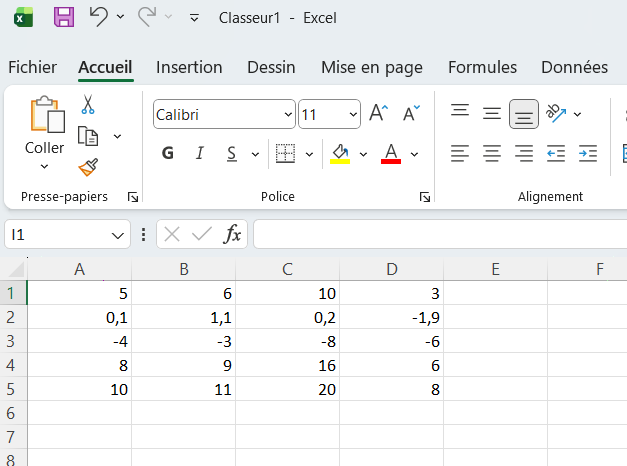 Classeur1 - Excel
Fichier Accueil Insertion Dessin Mise en page Formules Données
Coller
Calibri 11
G I S
Presse-papiers Police Alignement
I1 fx
A B C D E F
1 5 6 10 3
2 0,1 1,1 0,2 -1,9
3 -4 -3 -8 -6
4 8 9 16 6
5 10 11 20 8
6
7
8